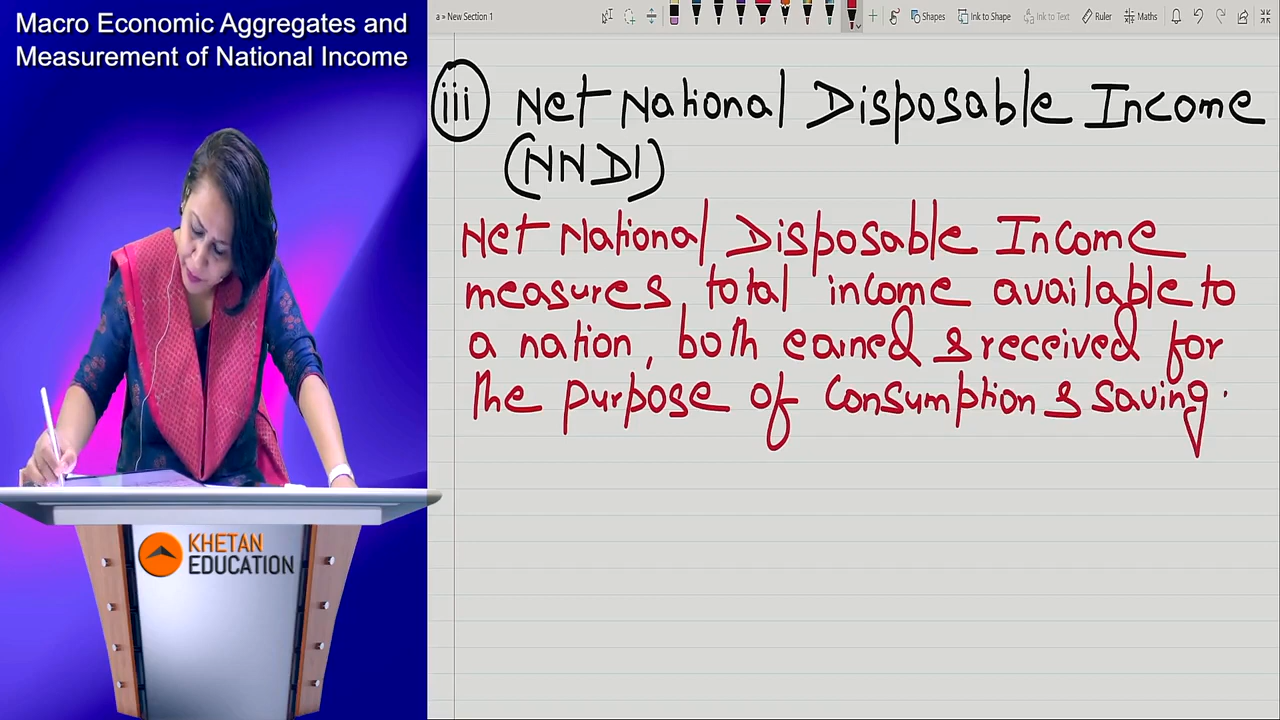 Macro Economic Aggregates and
Measurement of National Income
a » New Section 1
Shapes
Ink to Shape
Ink to Text
Ruler
Maths
iii Net National Disposable Income
(NNDI)
Net National Disposable Income
measures, total income available to
a nation, both earned & received for
the purpose of consumption & saving.
KHETAN
EDUCATION